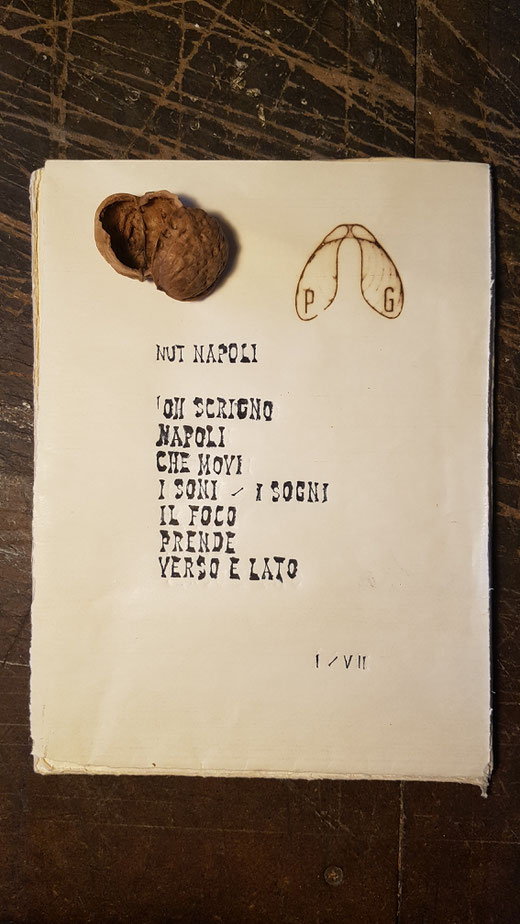 P G
NUT NAPOLI
'OH SCRIGNO
NAPOLI
CHE MOVI
I SONI / I SOGNI
IL FOCO
PRENDE
VERSO E LATO
I / VII